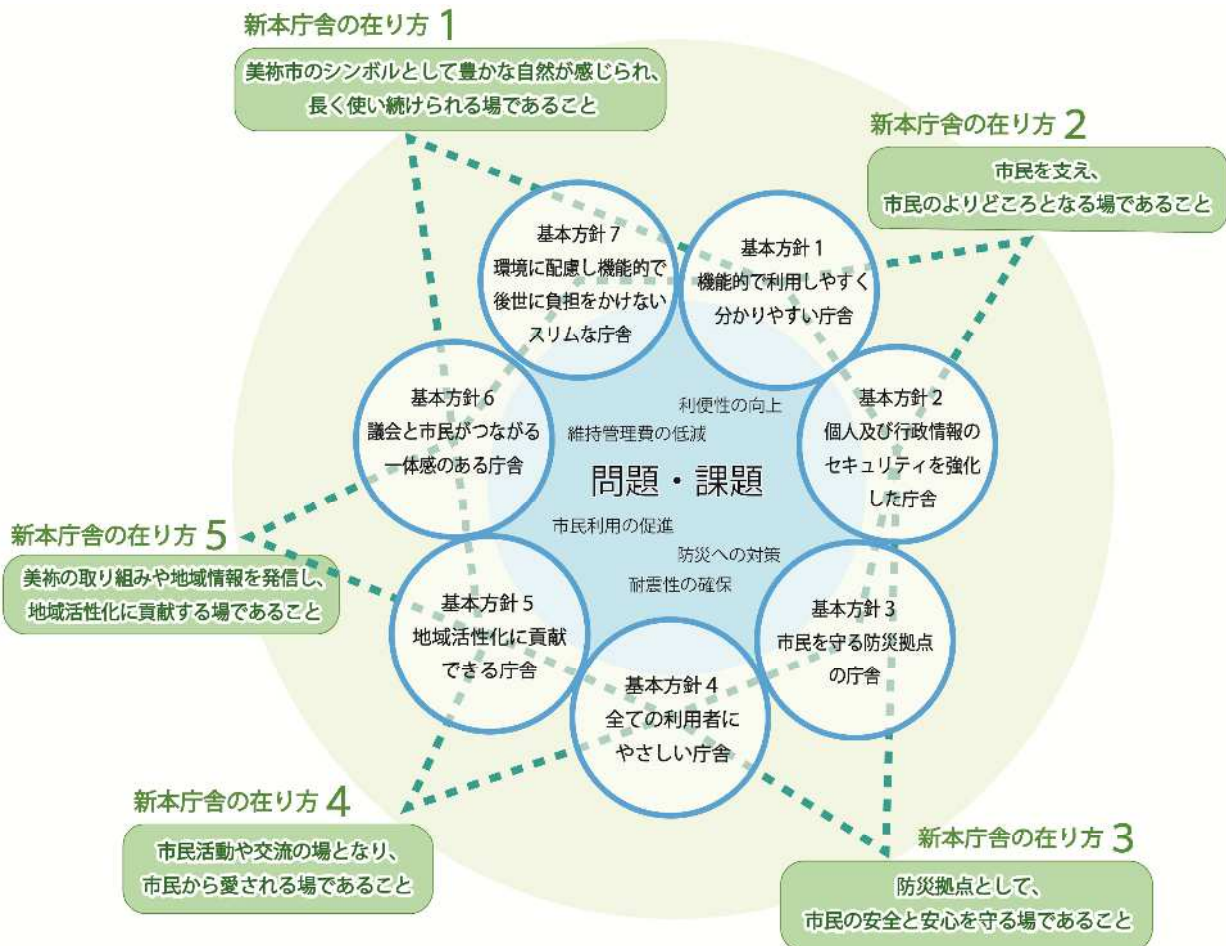 新本庁舎の在り方 1
美祢市のシンボルとして豊かな自然が感じられ、
長く使い続けられる場であること
新本庁舎の在り方 2
市民を支え、
市民のよりどころとなる場であること
基本方針 7
環境に配慮し機能的で
後世に負担をかけない
スリムな庁舎
基本方針 1
機能的で利用しやすく
分かりやすい庁舎
基本方針 6
議会と市民がつながる
一体感のある庁舎
基本方針 2
個人及び行政情報の
セキュリティを強化
した庁舎
利便性の向上
維持管理費の低減
問題・課題
市民利用の促進
防災への対策
耐震性の確保
新本庁舎の在り方 5
美祢の取り組みや地域情報を発信し、
地域活性化に貢献する場であること
基本方針 5
地域活性化に貢献
できる庁舎
基本方針 3
市民を守る防災拠点
の庁舎
基本方針 4
全ての利用者に
やさしい庁舎
新本庁舎の在り方 4
市民活動や交流の場となり、
市民から愛される場であること
新本庁舎の在り方 3
防災拠点として、
市民の安全と安心を守る場であること